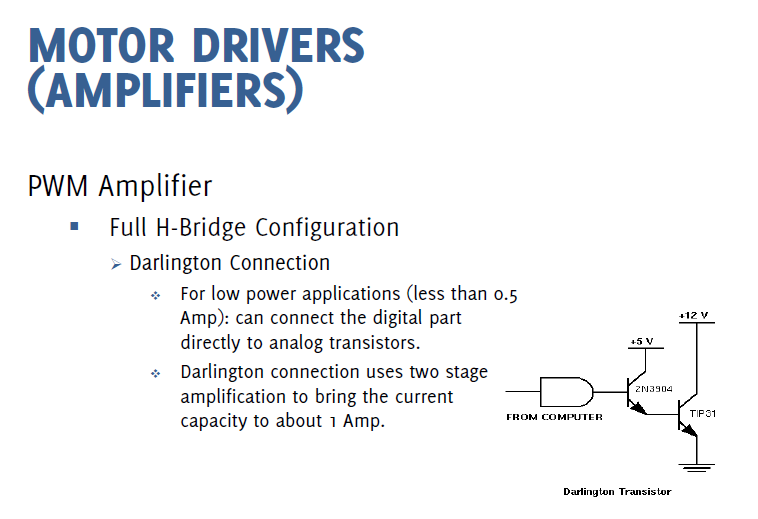 MOTOR DRIVERS
(AMPLIFIERS)
PWM Amplifier
▪ Full H-Bridge Configuration
➢ Darlington Connection
❖ For low power applications (less than 0.5
Amp): can connect the digital part
directly to analog transistors.
❖ Darlington connection uses two stage
amplification to bring the current
capacity to about 1 Amp.
+12 V
+5 V
2N3904
TIP31
FROM COMPUTER
Darlington Transistor